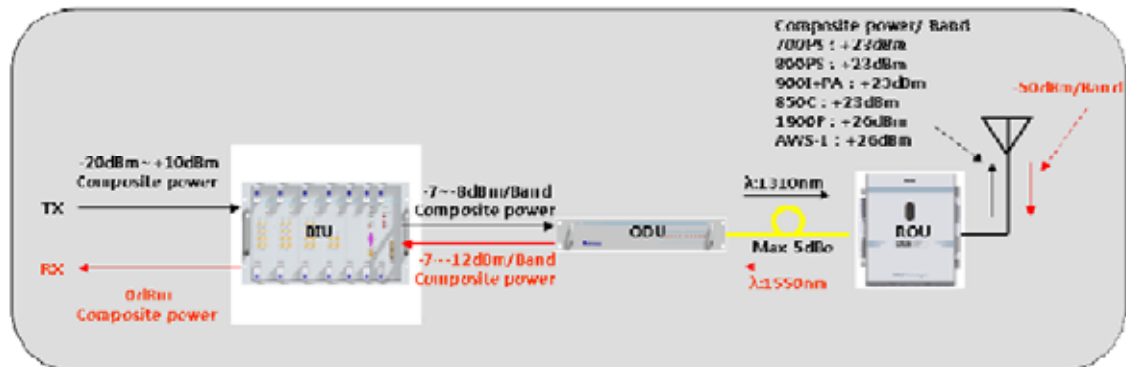 Composite power/ Band
700PS : +23dBm
800PS : +23dBm
900I+PA : +23dBm
850C : +23dBm
1900P : +26dBm
AWS-1 : +26dBm
-50dBm/Band
-20dBm~+10dBm
Composite power
TX
BIU
-7~-8dBm/Band
Composite power
ODU
λ:1310nm
Max 5dBo
ROU
RX
0dBm
Composite power
-7~-12dBm/Band
Composite power
λ:1550nm